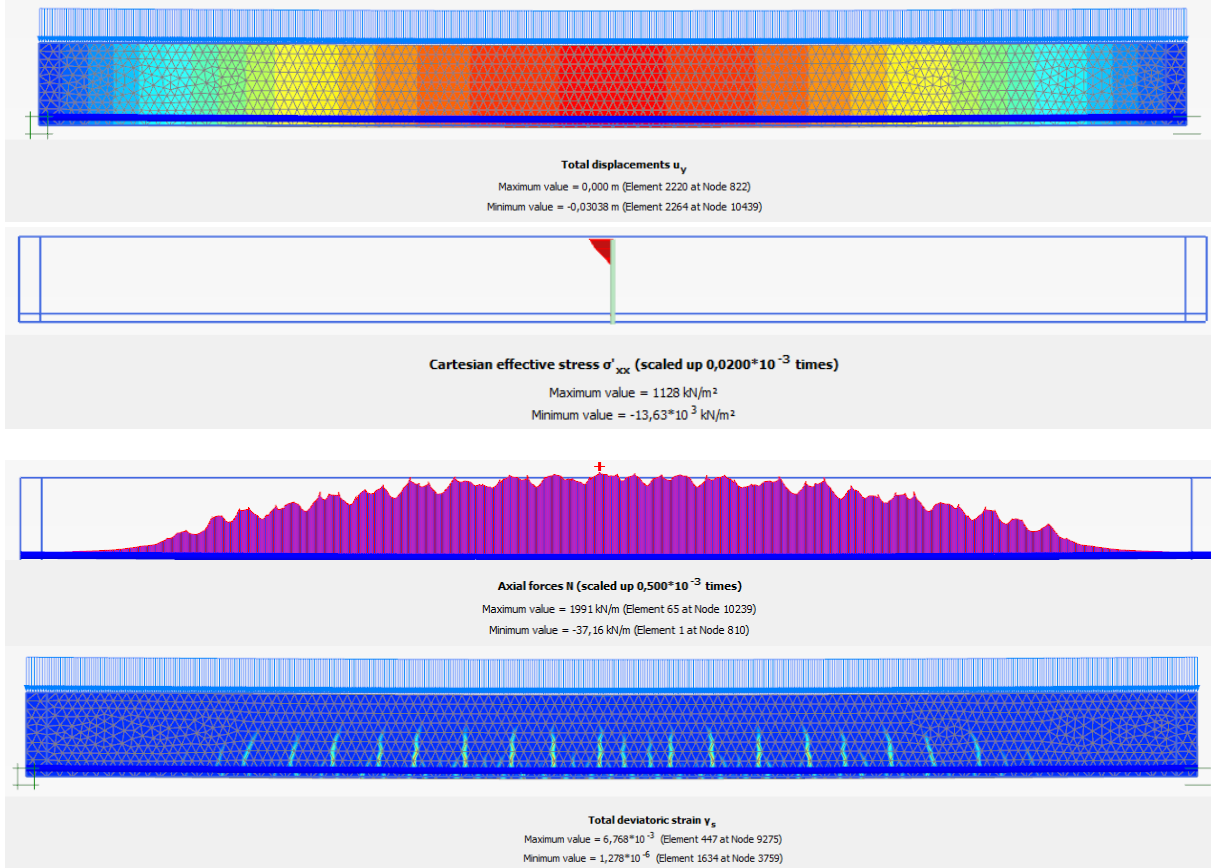 Total displacements uy
Maximum value = 0,000 m (Element 2220 at Node 822)
Minimum value = -0,03038 m (Element 2264 at Node 10439)
Cartesian effective stress σ'xx (scaled up 0,0200*10 -3 times)
Maximum value = 1128 kN/m²
Minimum value = -13,63*10 3 kN/m²
Axial forces N (scaled up 0,500*10 -3 times)
Maximum value = 1991 kN/m (Element 65 at Node 10239)
Minimum value = -37,16 kN/m (Element 1 at Node 810)
Total deviatoric strain γs
Maximum value = 6,768*10 -3 (Element 447 at Node 9275)
Minimum value = 1,278*10 -6 (Element 1634 at Node 3759)